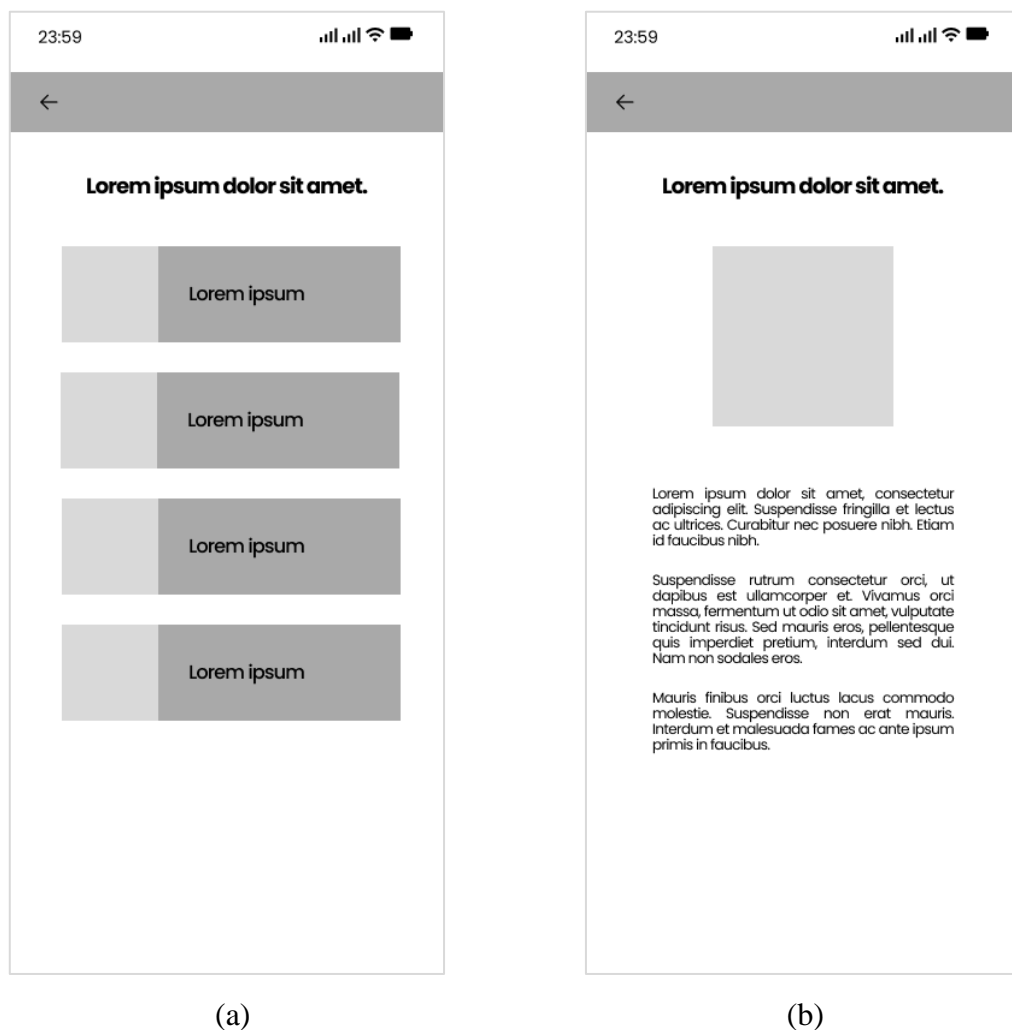 23:59
Lorem ipsum dolor sit amet.
Lorem ipsum
Lorem ipsum
Lorem ipsum
Lorem ipsum
(a)
23:59
Lorem ipsum dolor sit amet.
Lorem ipsum dolor sit amet, consectetur
adipiscing elit. Suspendisse fringilla et lectus
ac ultrices. Curabitur nec posuere nibh. Etiam
id faucibus nibh.
Suspendisse rutrum consectetur orci, ut
dapibus est ullamcorper et. Vivamus orci
massa, fermentum ut odio sit amet, vulputate
tincidunt risus. Sed mauris eros, pellentesque
quis imperdiet pretium, interdum sed dui.
Nam non sodales eros.
Mauris finibus orci luctus lacus commodo
molestie. Suspendisse non erat mauris.
Interdum et malesuada fames ac ante ipsum
primis in faucibus.
(b)